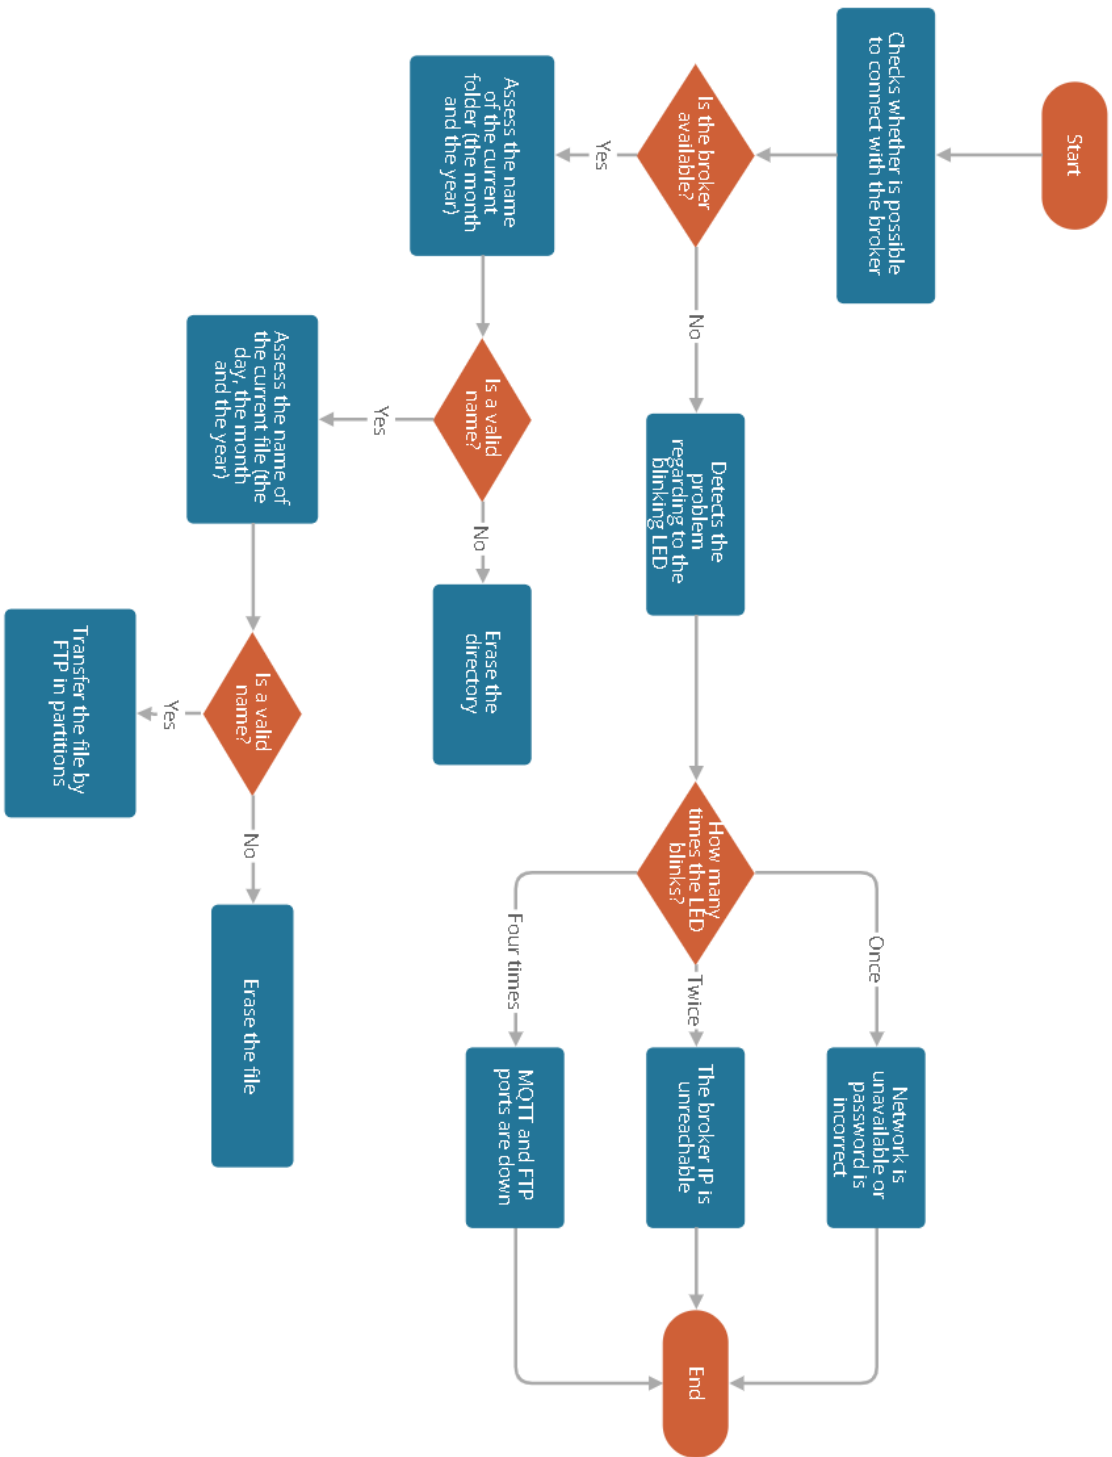 Start
Checks whether is possible
to connect with the broker
Is the broker
available?
Yes
No
Assess the name
of the current
folder (the month
and the year)
Is a valid
name?
Yes
No
Erase the
directory
Assess the name of
the current file (the
day, the month
and the year)
Is a valid
name?
Yes
No
Transfer the file by
FTP in partitions
Erase the file
Detects the
problem
regarding to the
blinking LED
How many
times the LED
blinks?
Once
Twice
Four times
Network is
unavailable or
password is
incorrect
The broker IP is
unreachable
MQTT and FTP
ports are down
End